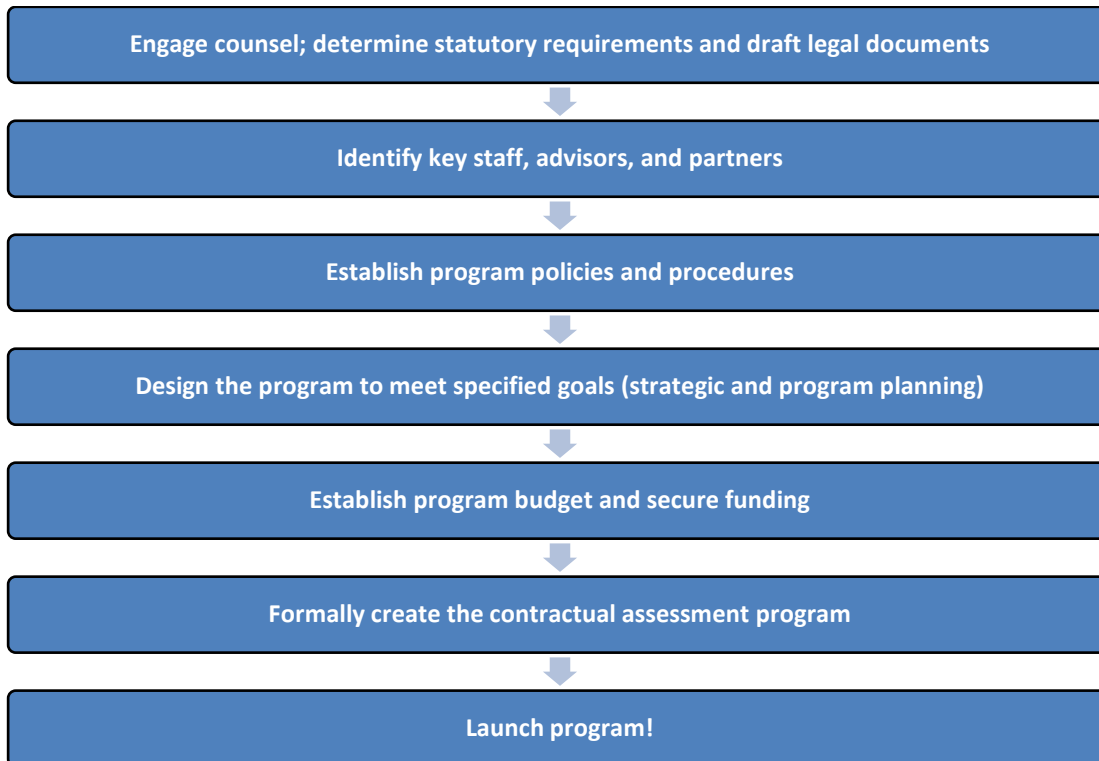 Engage counsel; determine statutory requirements and draft legal documents
Identify key staff, advisors, and partners
Establish program policies and procedures
Design the program to meet specified goals (strategic and program planning)
Establish program budget and secure funding
Formally create the contractual assessment program
Launch program!